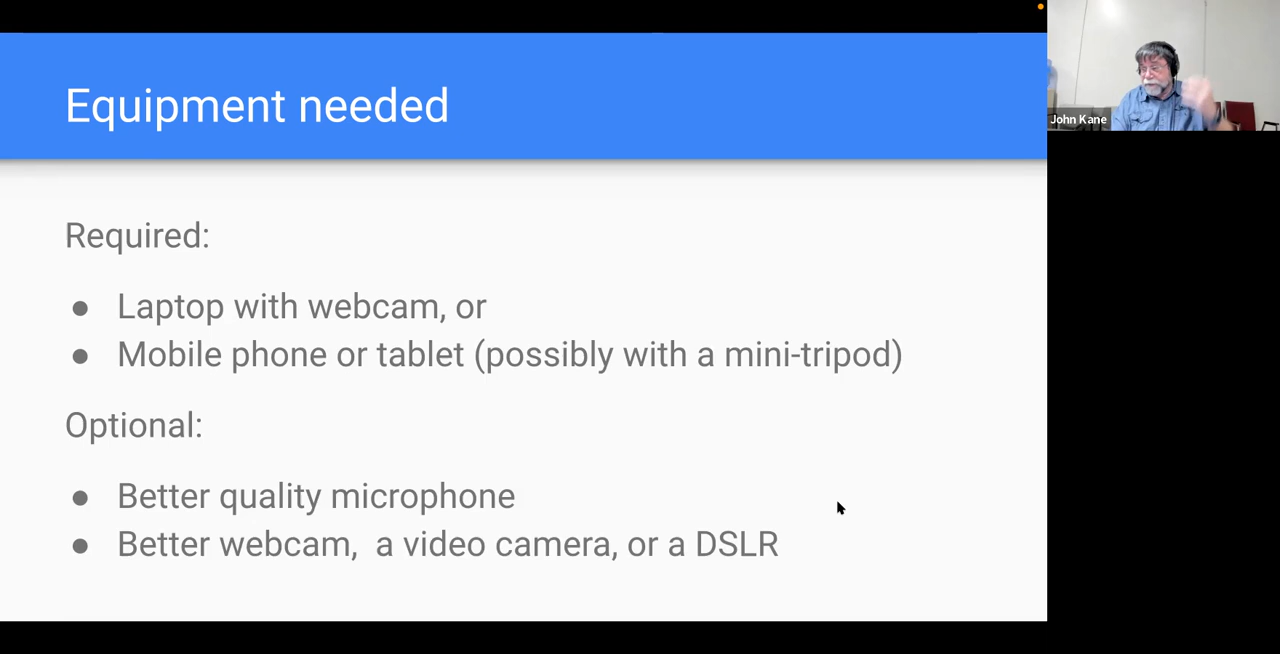 Equipment needed
John Kane
Required:
● Laptop with webcam, or
● Mobile phone or tablet (possibly with a mini-tripod)
Optional:
● Better quality microphone
● Better webcam,  a video camera, or a DSLR